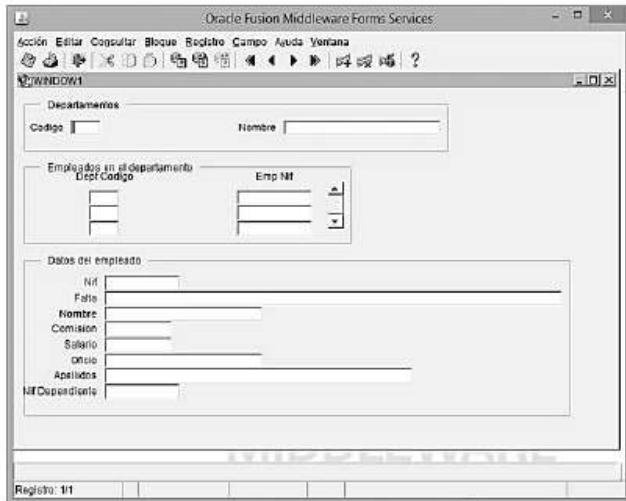 Oracle Fusion Middleware Forms Services
Acción Editar Consultar Bloque Registro Campo Ayuda Ventana
?
WINDOW1
Departamentos
Codigo Nombre
Empleados en el departamento
Dept Codigo Emp Nif
Datos del empleado
Nif
Falta
Nombre
Comision
Salario
Oficio
Apellidos
Nif Dependiente
MIDDLEWARE
Registro: 1/1